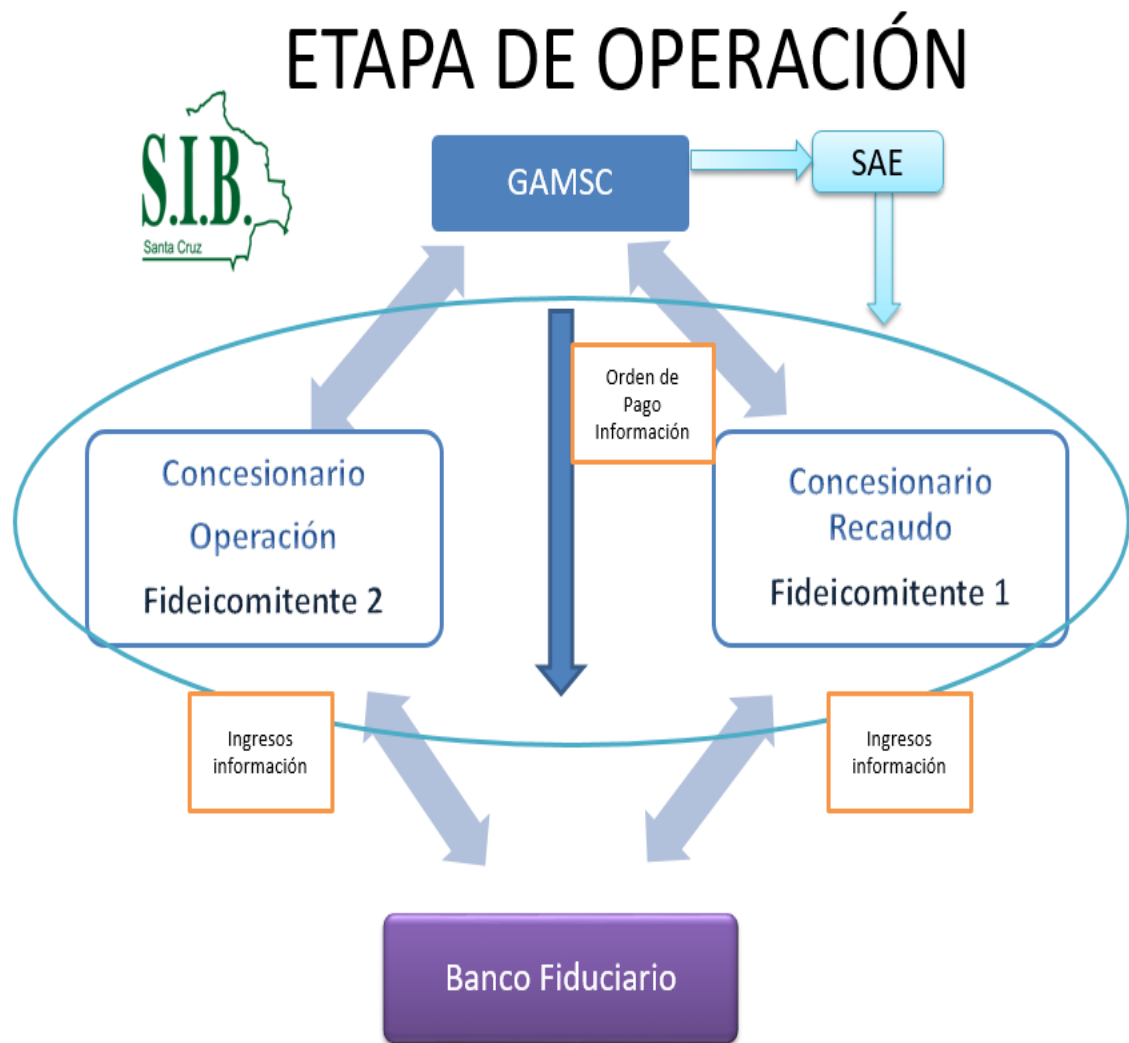 ETAPA DE OPERACIÓN
S.I.B.
Santa Cruz
GAMSC
SAE
Orden de
Pago
Información
Concesionario
Operación
Fideicomitente 2
Concesionario
Recaudo
Fideicomitente 1
Ingresos
información
Ingresos
información
Banco Fiduciario